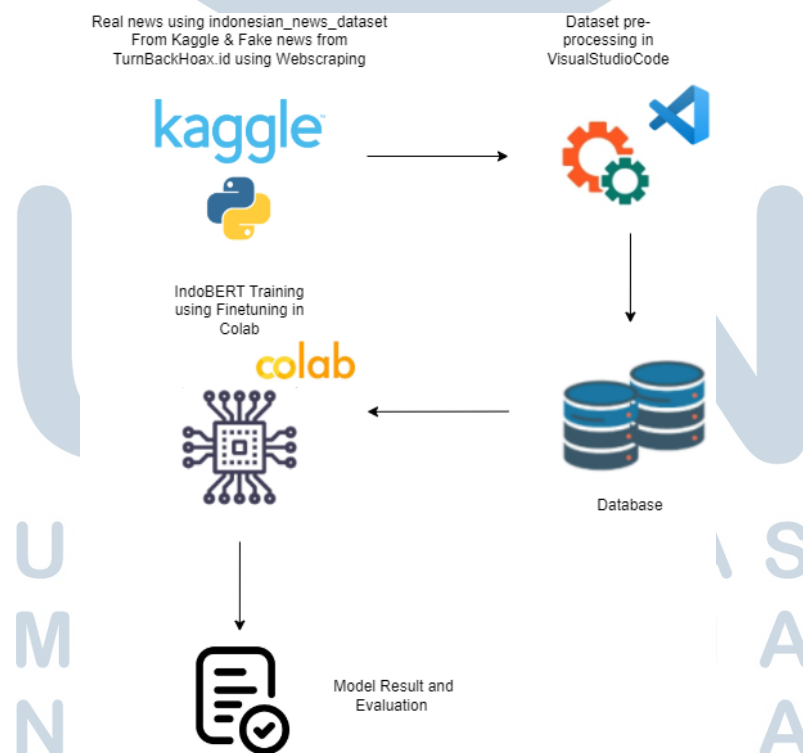 Real news using indonesian_news_dataset
From Kaggle & Fake news from
TurnBackHoax.id using Webscraping
Dataset pre-
processing in
VisualStudioCode
kaggle
IndoBERT Training
using Finetuning in
Colab
colab
Database
Model Result and
Evaluation
U N
U A S
M A
N A